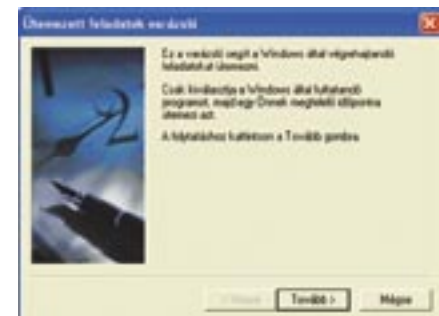 Ütemezett feladatok varázsló
Ez a varázsló segít a Windows által végrehajtandó
feladatokat ütemezni.
Csak kiválasztja a Windows által futtatandó
programot, majd egy Önnek megfelelő időpontra
ütemezi azt.
A folytatáshoz kattintson a Tovább gombra.
Tovább >
Mégse